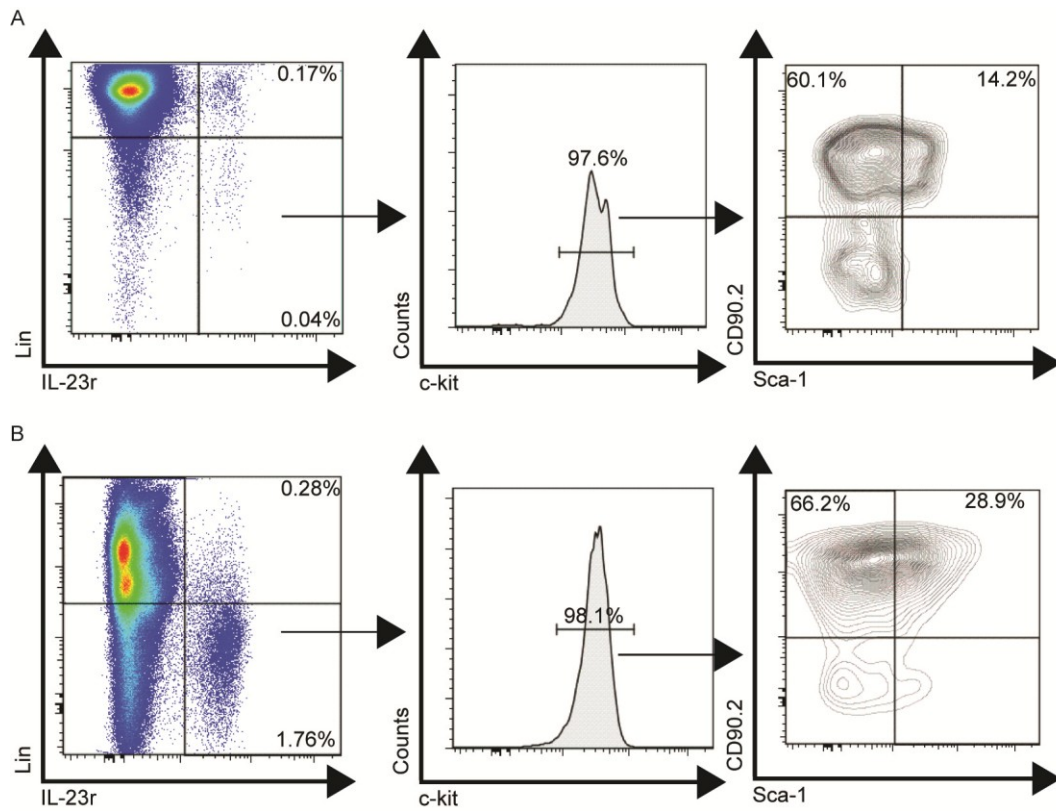 A
0.17%
0.04%
Lin
IL-23r
97.6%
Counts
c-kit
60.1% 14.2%
CD90.2
Sca-1
B
0.28%
1.76%
Lin
IL-23r
98.1%
Counts
c-kit
66.2% 28.9%
CD90.2
Sca-1